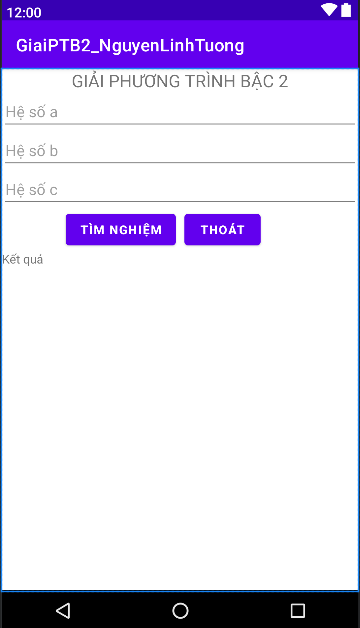 12:00
GiaiPTB2_NguyenLinhTuong
GIẢI PHƯƠNG TRÌNH BẬC 2
Hệ số a
Hệ số b
Hệ số c
TÌM NGHIỆM THOÁT
Kết quả